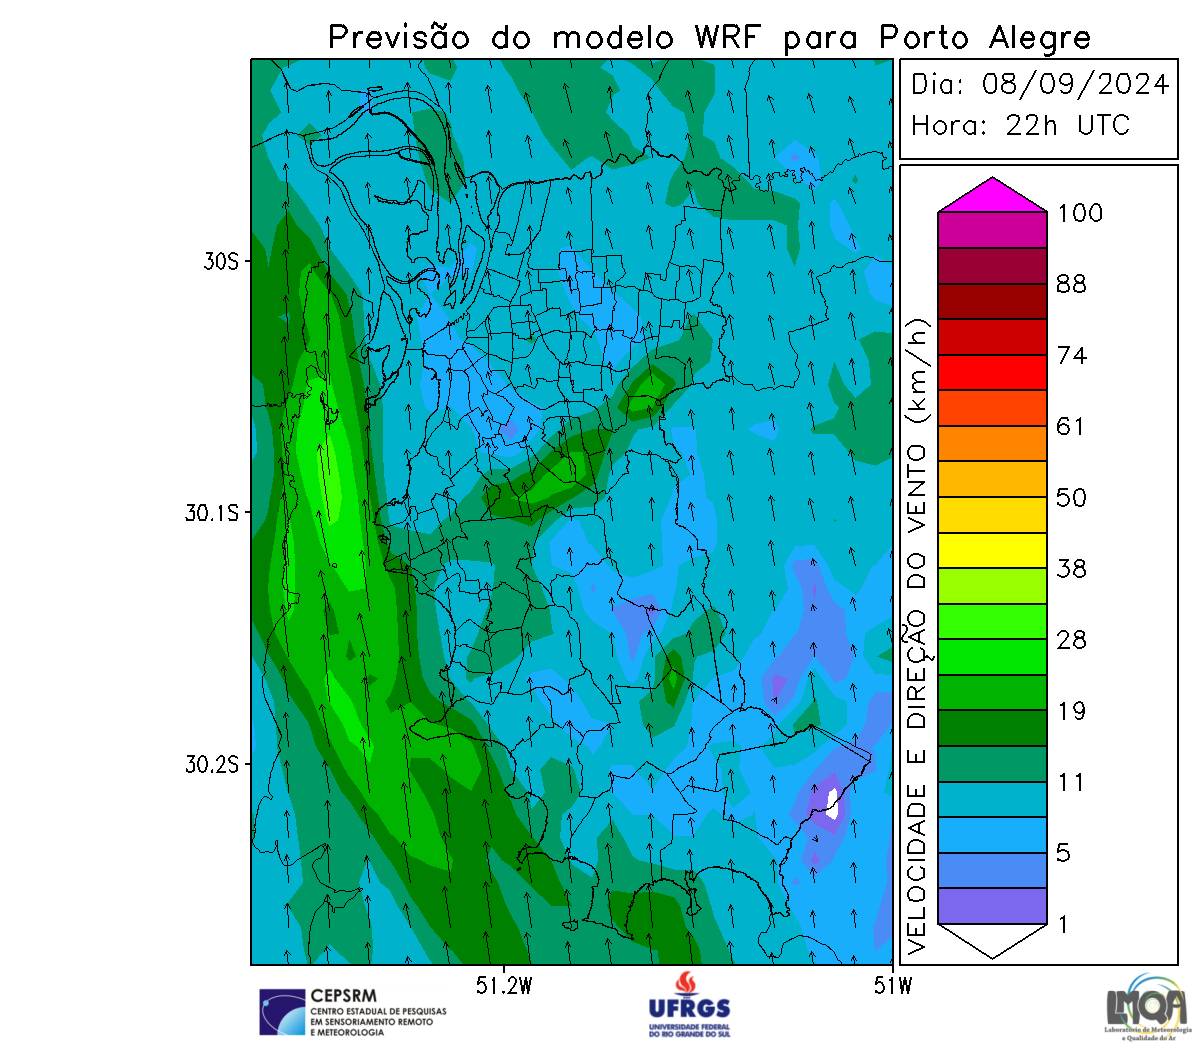 Previsão do modelo WRF para Porto Alegre
Dia: 08/09/2024
Hora: 22h UTC
30S
30.1S
30.2S
51.2W
51W
VELOCIDADE E DIREÇÃO DO VENTO (km/h)
100
88
74
61
50
38
28
19
11
5
1
CEPSRM
CENTRO ESTADUAL DE PESQUISAS
EM SENSORIAMENTO REMOTO
E METEOROLOGIA
UFRGS
UNIVERSIDADE FEDERAL
DO RIO GRANDE DO SUL
LMQA
Laboratório de Meteorologia
e Qualidade do Ar